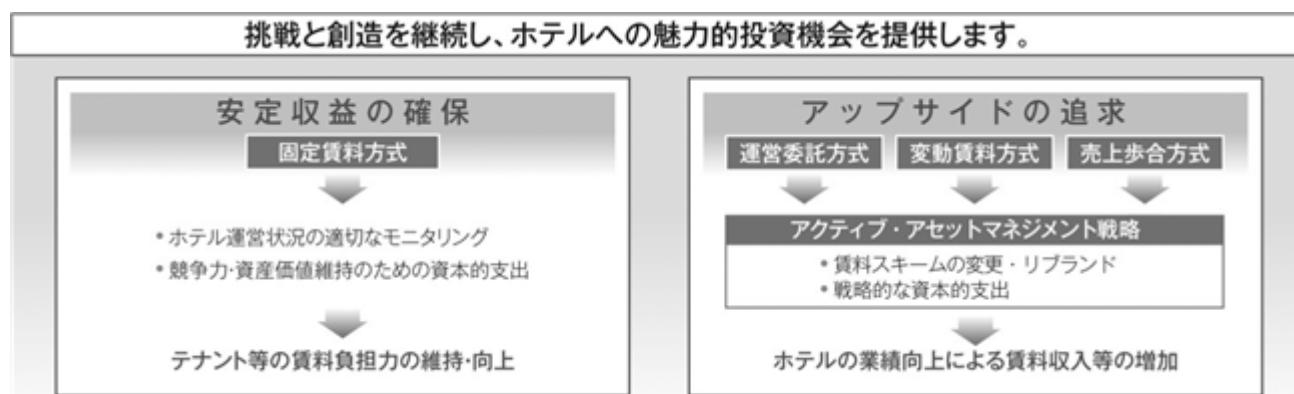 挑戦と創造を継続し、ホテルへの魅力的投資機会を提供します。
安定収益の確保
固定賃料方式
•ホテル運営状況の適切なモニタリング
•競争力・資産価値維持のための資本的支出
テナント等の賃料負担力の維持・向上
アップサイドの追求
運営委託方式 変動賃料方式 売上歩合方式
アクティブ・アセットマネジメント戦略
•賃料スキームの変更・リブランド
•戦略的な資本的支出
ホテルの業績向上による賃料収入等の増加